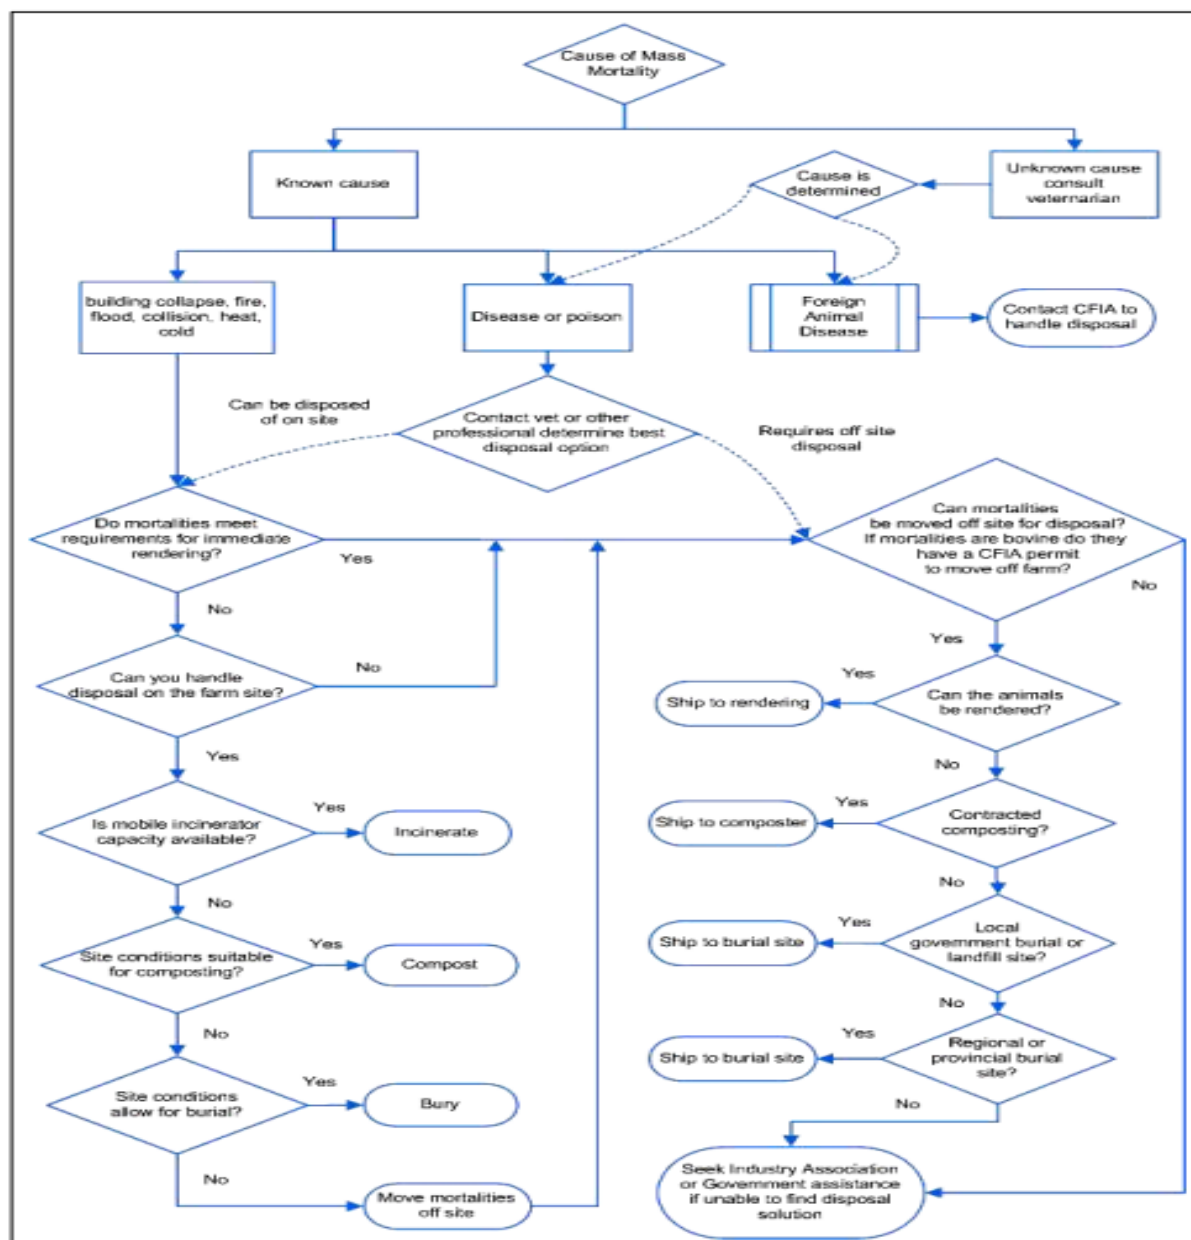 Cause of Mass
Mortality
Known cause
Cause is
determined
Unknown cause
consult
veternarian
building collapse, fire,
flood, collision, heat,
cold
Disease or poison
Foreign
Animal
Disease
Contact CFIA to
handle disposal
Can be disposed
of on site
Contact vet or other
professional determine best
disposal option
Requires off site
disposal
Do mortalities meet
requirements for immediate
rendering?
Yes
Can mortalities
be moved off site for disposal?
If mortalities are bovine do they
have a CFIA permit
to move off farm?
No
No
Yes
Can you handle
disposal on the farm site?
No
Yes
Ship to rendering
Can the animals
be rendered?
Yes
No
Is mobile incinerator
capacity available?
Yes
Incinerate
Yes
Ship to composter
Contracted
composting?
No
No
Site conditions suitable
for composting?
Yes
Compost
Yes
Ship to burial site
Local
government burial or
landfill site?
No
No
Site conditions
allow for burial?
Yes
Bury
Yes
Ship to burial site
Regional or
provincial burial
site?
No
No
Move mortalities
off site
Seek Industry Association
or Government assistance
if unable to find disposal
solution